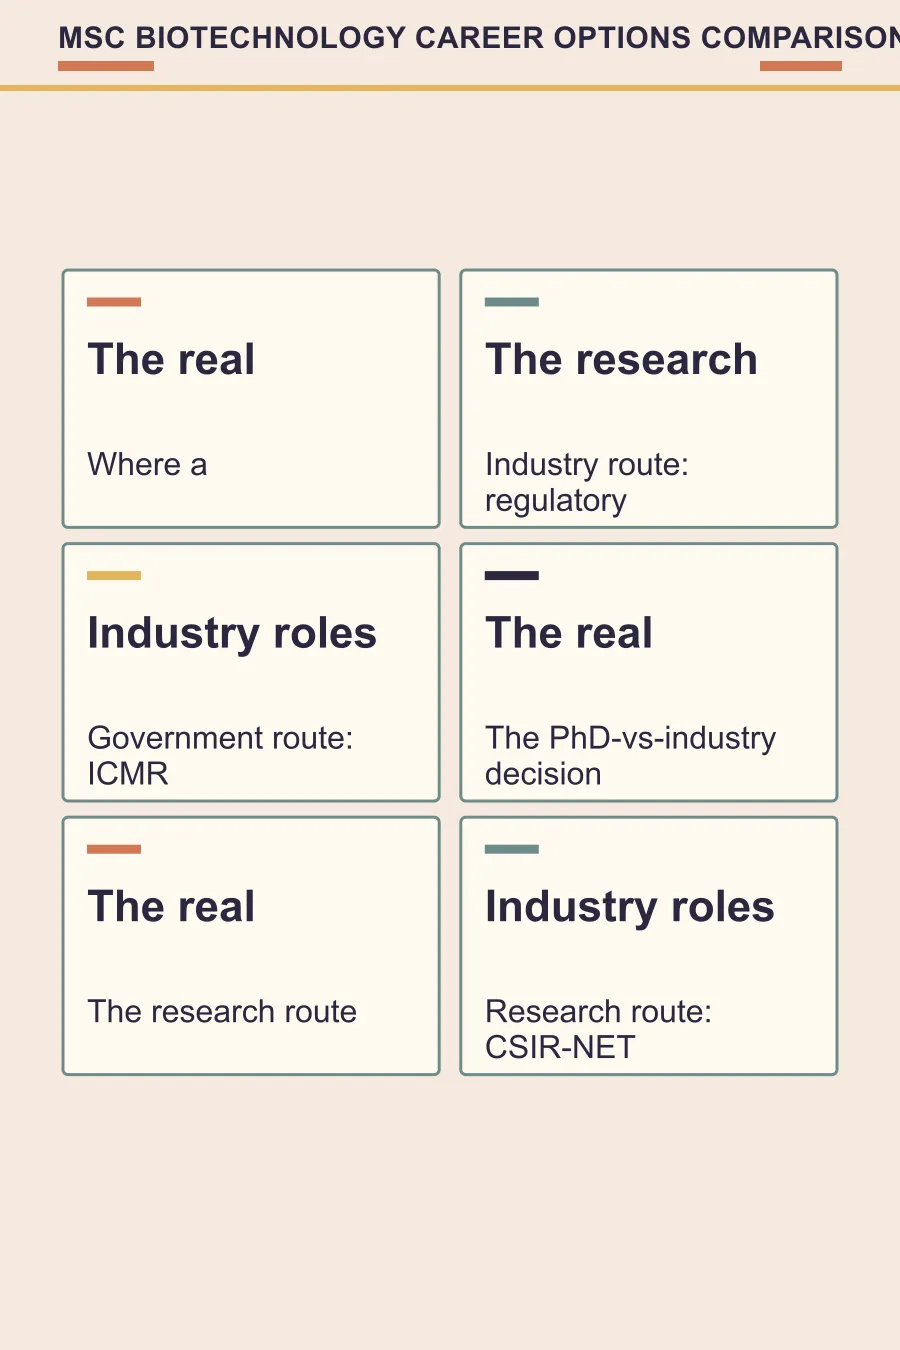 MSC BIOTECHNOLOGY CAREER OPTIONS COMPARISON
The real
Where a
The research
Industry route:
regulatory
Industry roles
Government route:
ICMR
The real
The PhD-vs-industry
decision
The real
The research route
Industry roles
Research route:
CSIR-NET